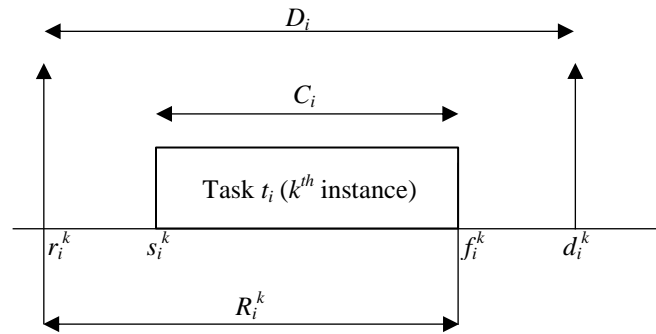 D_i
C_i
Task t_i (k^th instance)
r_i^k s_i^k f_i^k d_i^k
R_i^k